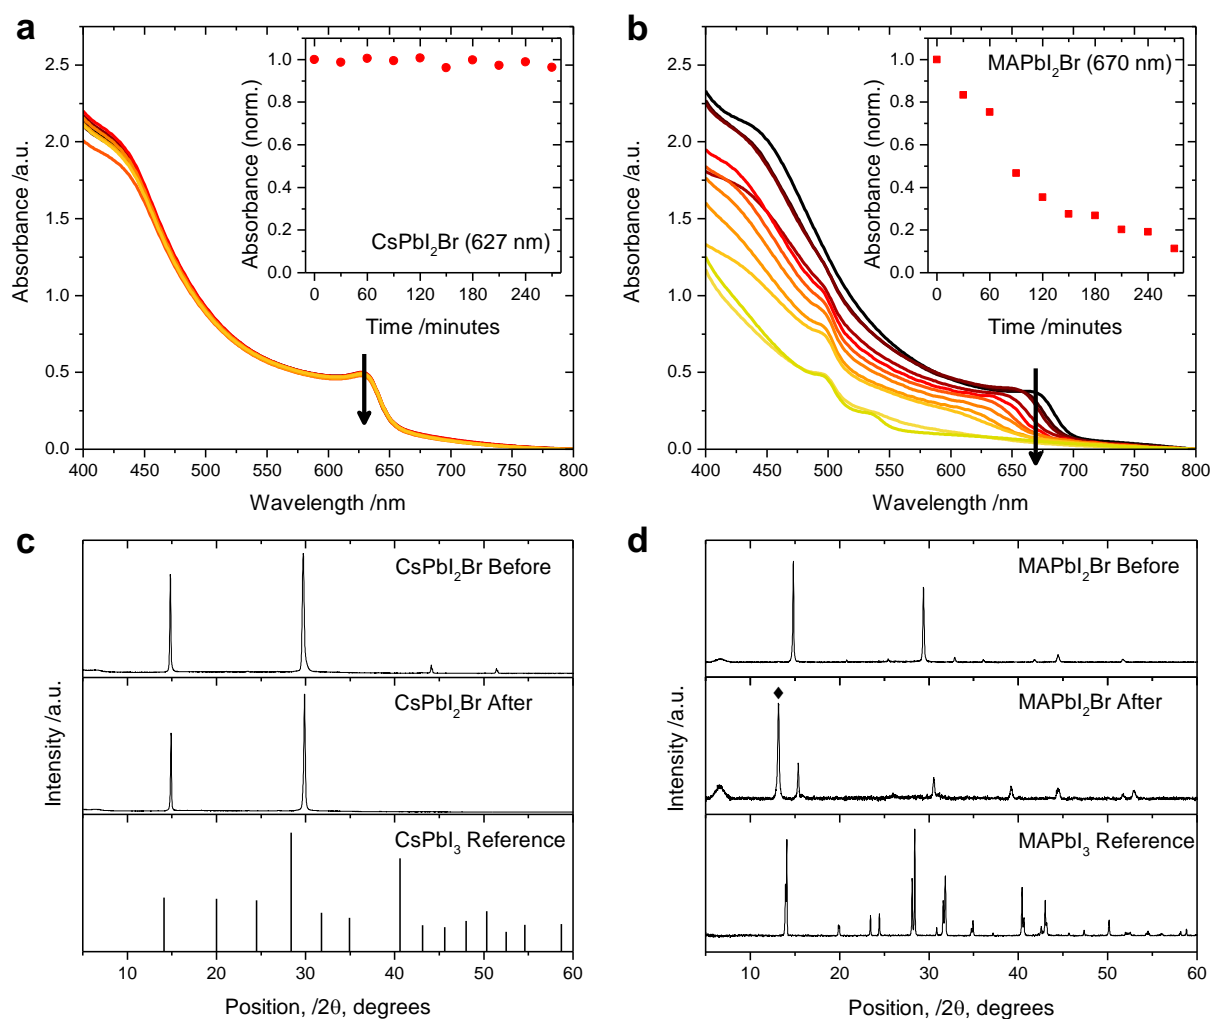 a
2.5
2.0
1.5
1.0
0.5
0.0
400 450 500 550 600 650 700 750 800
Absorbance /a.u.
Wavelength /nm
1.0
0.8
0.6
0.4
0.2
0.0
0 60 120 180 240
Absorbance (norm.)
CsPbI₂Br (627 nm)
Time /minutes
b
2.5
2.0
1.5
1.0
0.5
0.0
400 450 500 550 600 650 700 750 800
Absorbance /a.u.
Wavelength /nm
1.0
0.8
0.6
0.4
0.2
0.0
0 60 120 180 240
Absorbance (norm.)
MAPbI₂Br (670 nm)
Time /minutes
c
CsPbI₂Br Before
CsPbI₂Br After
CsPbI₃ Reference
Intensity /a.u.
10 20 30 40 50 60
Position, /2θ, degrees
d
MAPbI₂Br Before
MAPbI₂Br After
MAPbI₃ Reference
Intensity /a.u.
10 20 30 40 50 60
Position, /2θ, degrees